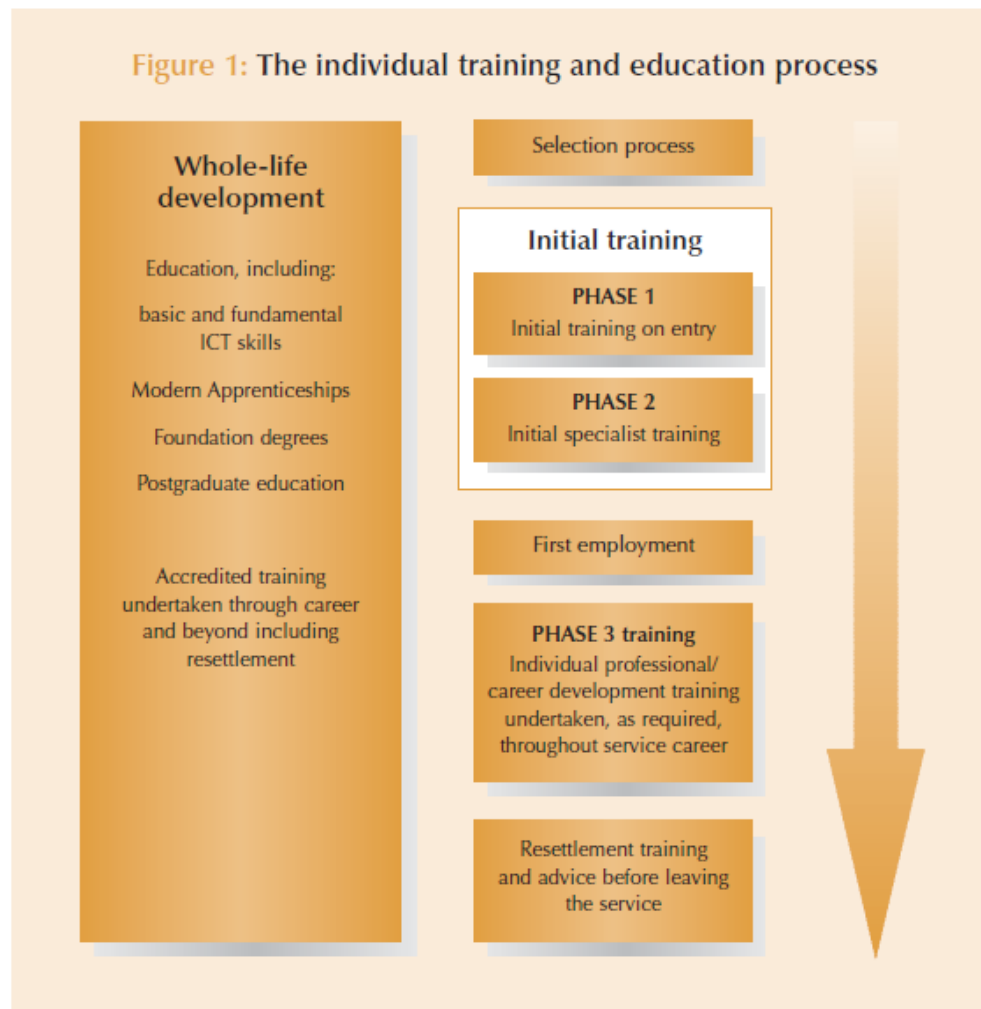 Figure 1: The individual training and education process
Whole-life
development
Education, including:
basic and fundamental
ICT skills
Modern Apprenticeships
Foundation degrees
Postgraduate education
Accredited training
undertaken through career
and beyond including
resettlement
Selection process
Initial training
PHASE 1
Initial training on entry
PHASE 2
Initial specialist training
First employment
PHASE 3 training
Individual professional/
career development training
undertaken, as required,
throughout service career
Resettlement training
and advice before leaving
the service